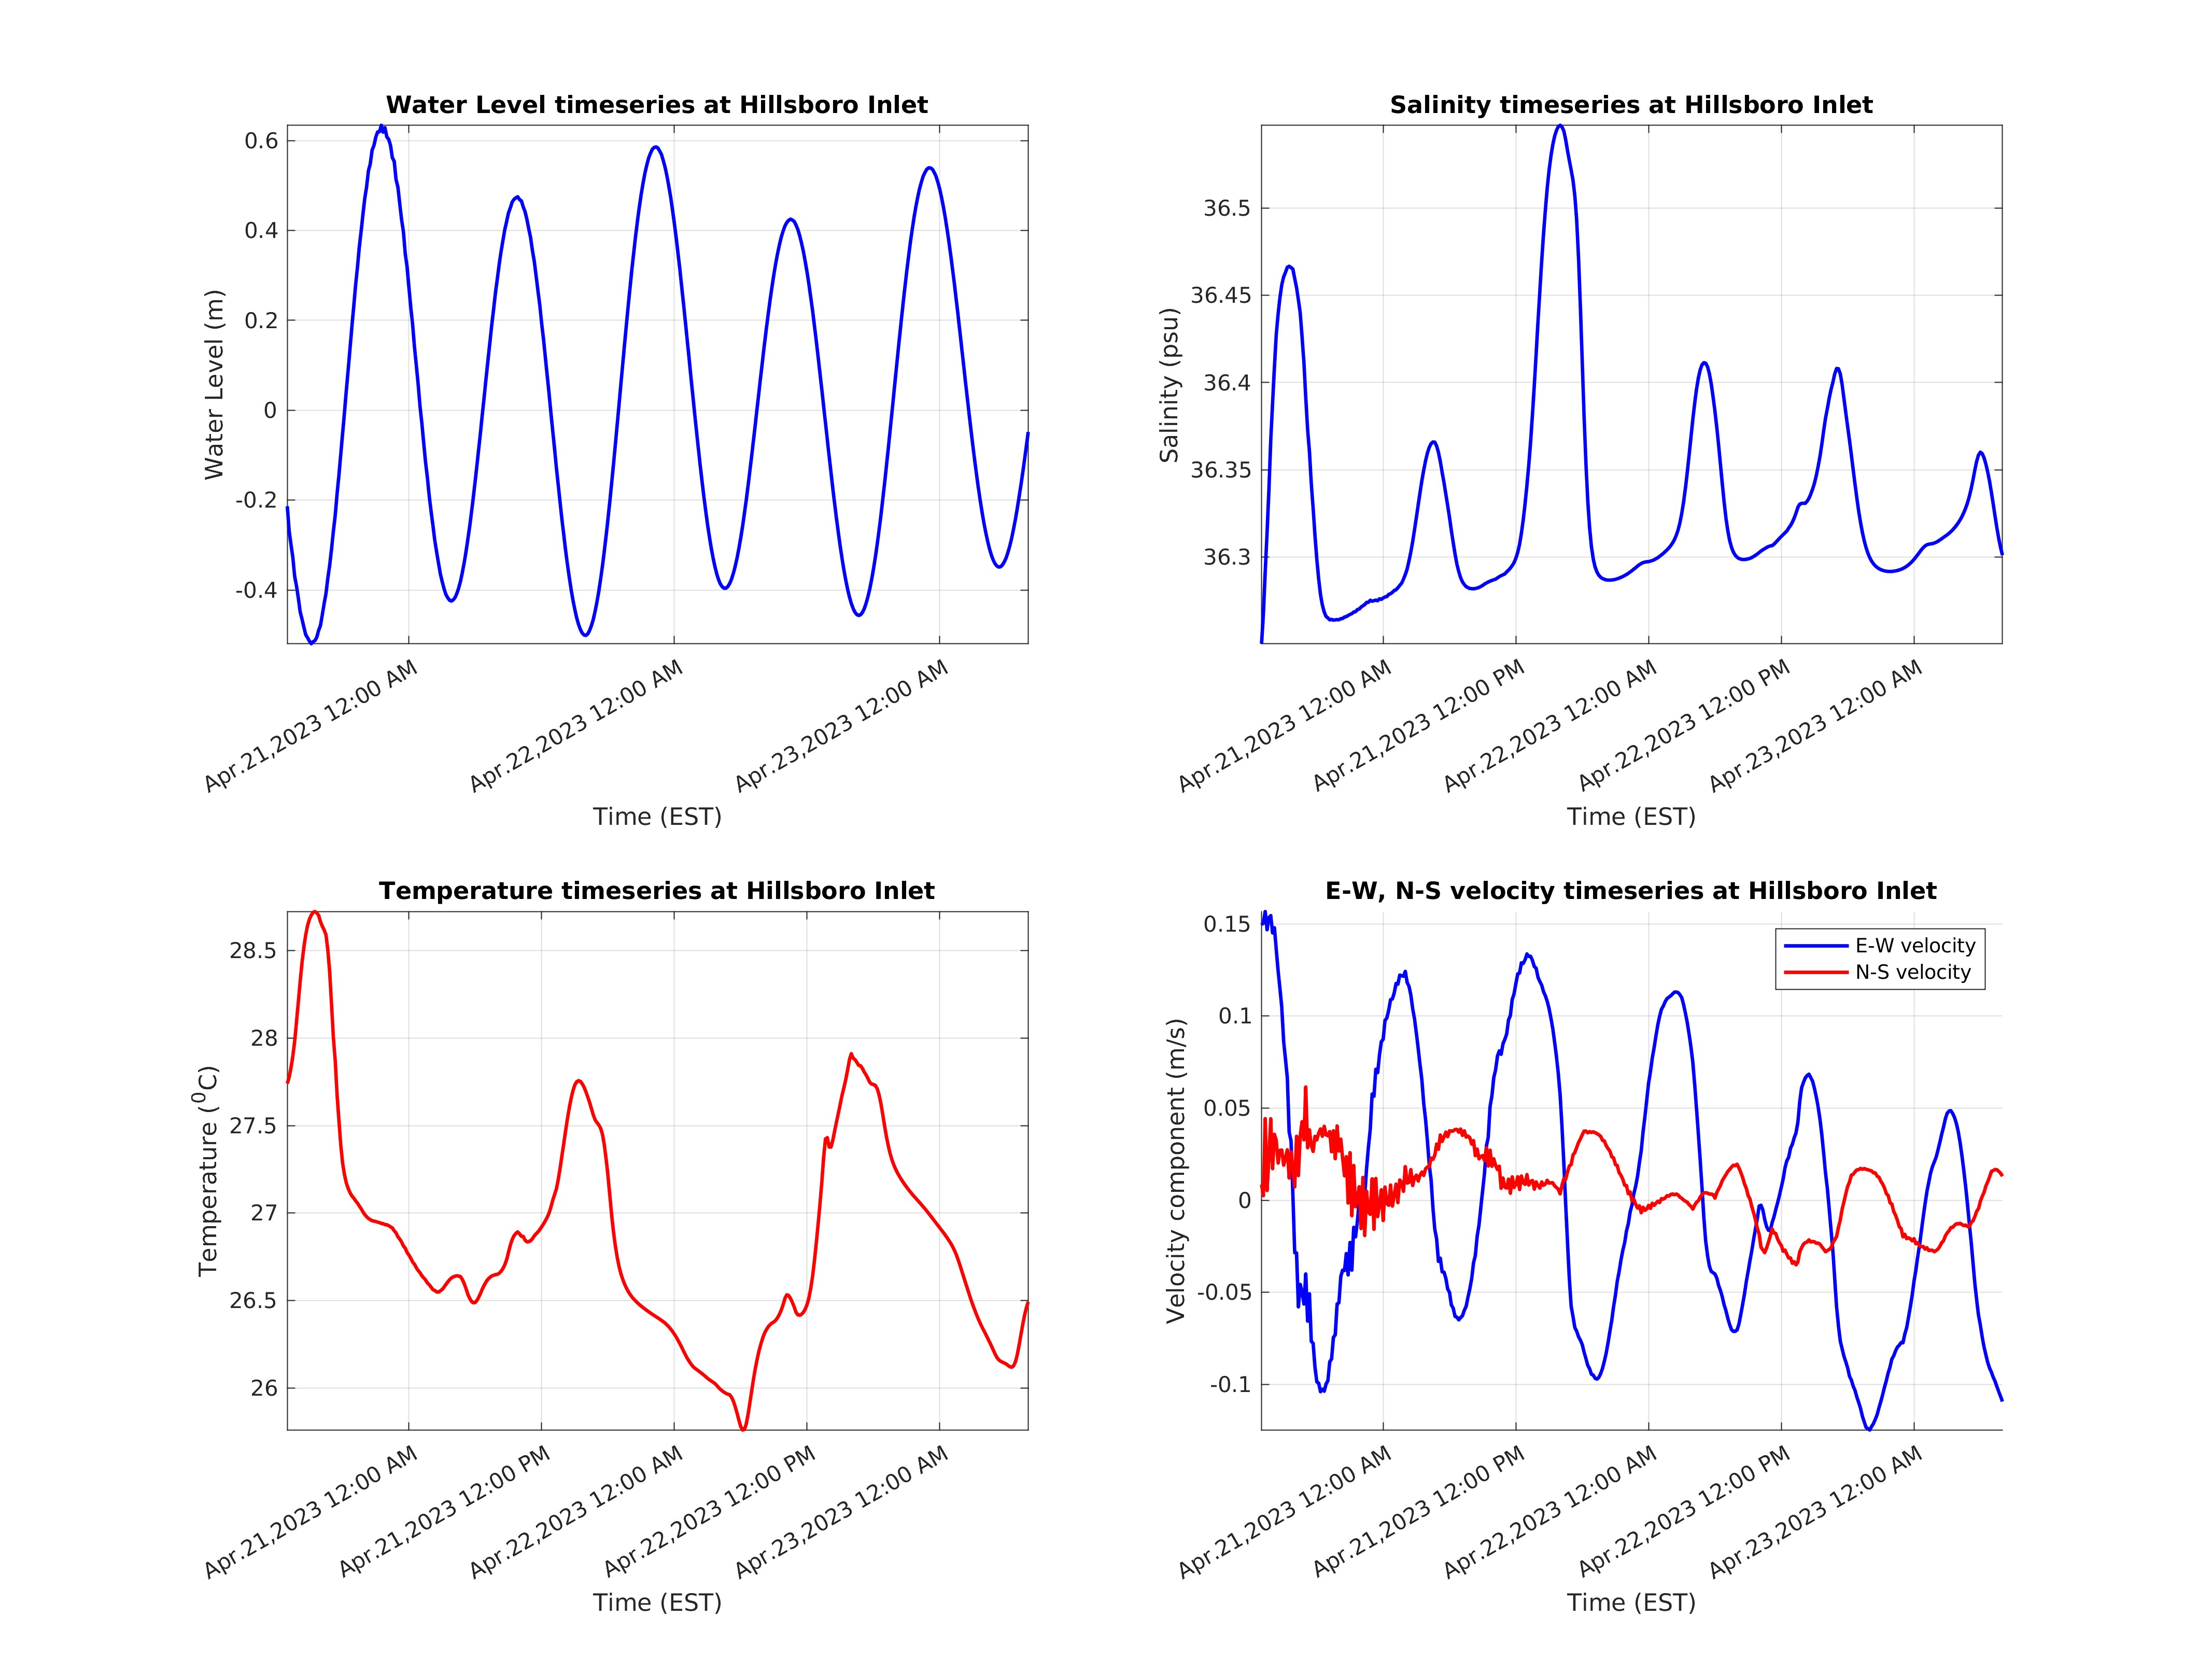 Water Level timeseries at Hillsboro Inlet
0.6
0.4
0.2
0
-0.2
-0.4
Water Level (m)
Apr.21,2023 12:00 AM
Apr.22,2023 12:00 AM
Apr.23,2023 12:00 AM
Time (EST)
Salinity timeseries at Hillsboro Inlet
36.5
36.45
36.4
36.35
36.3
Salinity (psu)
Apr.21,2023 12:00 AM
Apr.21,2023 12:00 PM
Apr.22,2023 12:00 AM
Apr.22,2023 12:00 PM
Apr.23,2023 12:00 AM
Time (EST)
Temperature timeseries at Hillsboro Inlet
28.5
28
27.5
27
26.5
26
Temperature (⁰C)
Apr.21,2023 12:00 AM
Apr.21,2023 12:00 PM
Apr.22,2023 12:00 AM
Apr.22,2023 12:00 PM
Apr.23,2023 12:00 AM
Time (EST)
E-W, N-S velocity timeseries at Hillsboro Inlet
0.15
0.1
0.05
0
-0.05
-0.1
Velocity component (m/s)
E-W velocity
N-S velocity
Apr.21,2023 12:00 AM
Apr.21,2023 12:00 PM
Apr.22,2023 12:00 AM
Apr.22,2023 12:00 PM
Apr.23,2023 12:00 AM
Time (EST)